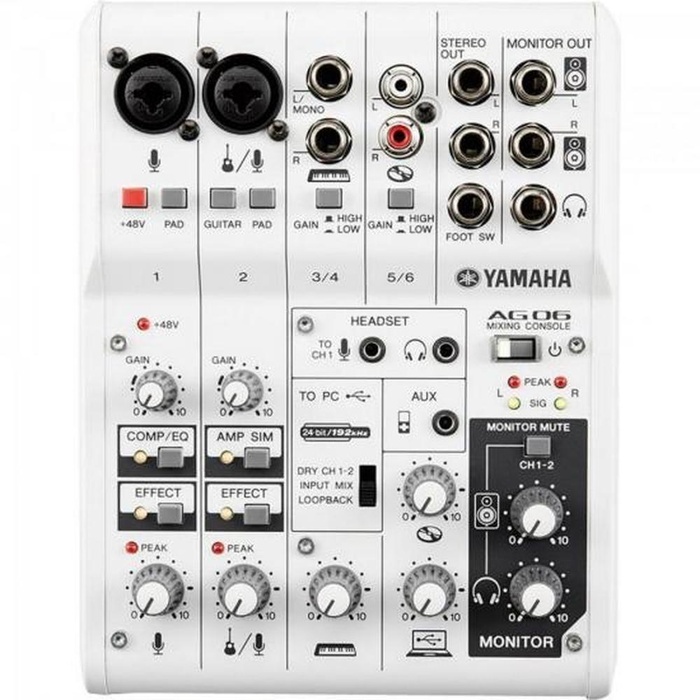 STEREO OUT
MONITOR OUT
L/
MONO
R
L
R
L
R
+48V
PAD
GUITAR
PAD
GAIN
HIGH
LOW
GAIN
HIGH
LOW
FOOT SW
1
2
3/4
5/6
YAMAHA
AG06
MIXING CONSOLE
+48V
HEADSET
TO
CH 1
GAIN
GAIN
PEAK
L
R
SIG
0
10
0
10
TO PC
AUX
24-bit/192kHz
MONITOR MUTE
CH1-2
COMP/EQ
AMP SIM
DRY CH 1-2
INPUT MIX
LOOPBACK
EFFECT
EFFECT
0
10
0
10
PEAK
PEAK
0
10
0
10
0
10
0
10
0
10
MONITOR